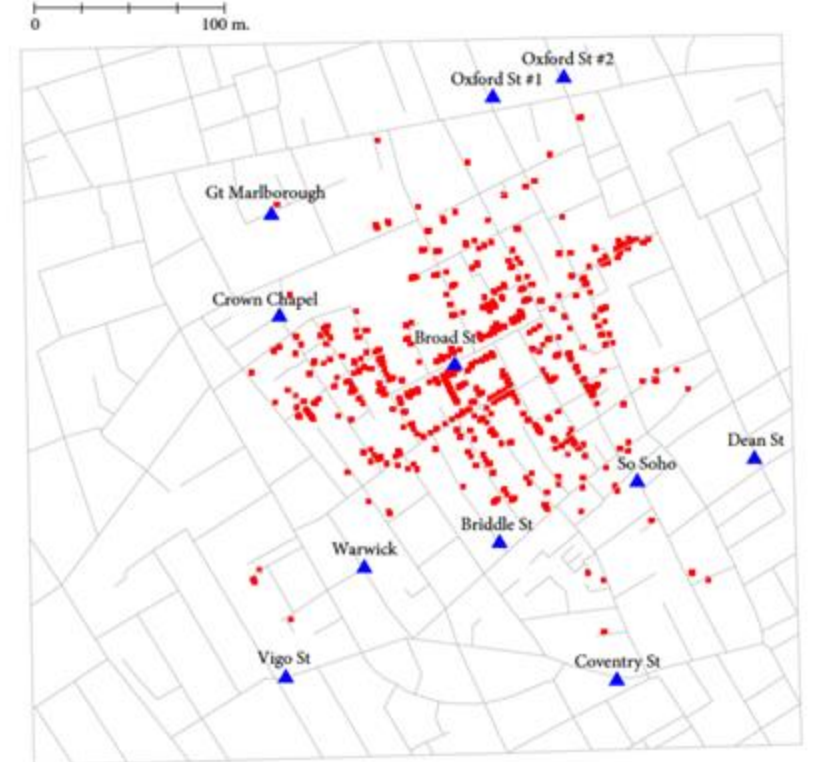 0 100 m.
Oxford St #2
Oxford St #1
Gt Marlborough
Crown Chapel
Broad St
Dean St
So Soho
Briddle St
Warwick
Vigo St
Coventry St